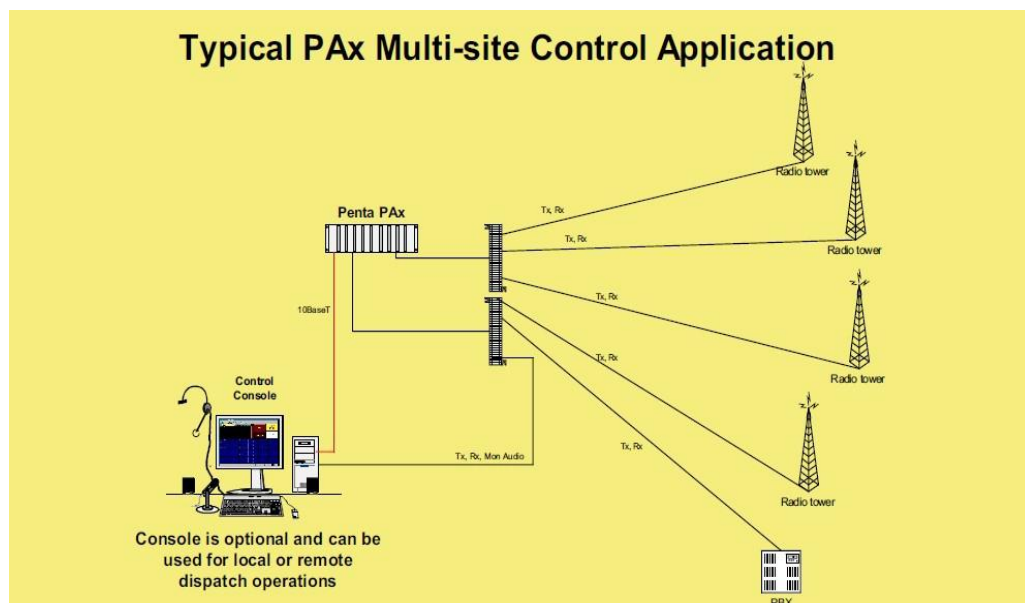 Typical PAx Multi-site Control Application
Radio tower
Penta PAx
Tx, Rx
Tx, Rx
Radio tower
10BaseT
Tx, Rx
Tx, Rx
Radio tower
Control
Console
Tx, Rx
Tx, Rx, Mon Audio
Radio tower
Console is optional and can be
used for local or remote
dispatch operations
PBX